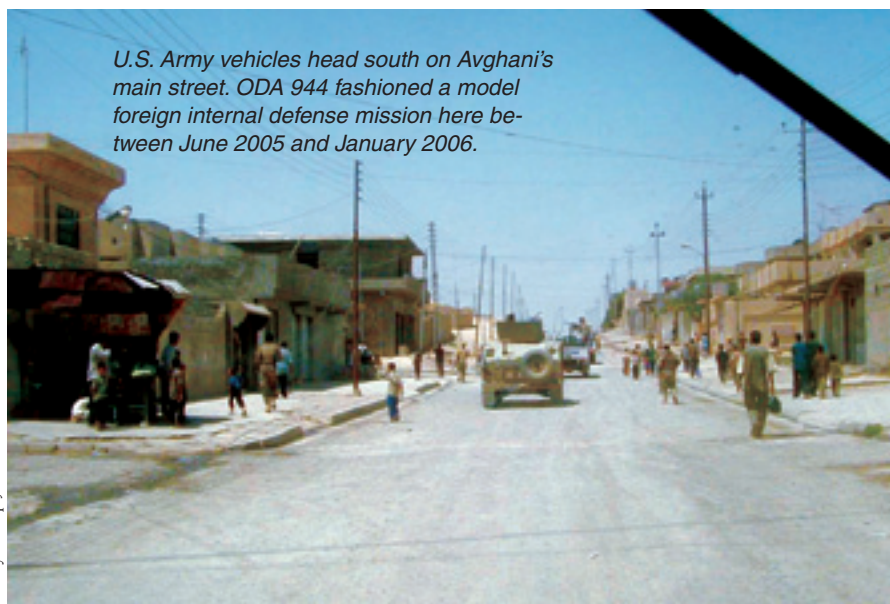 U.S. Army vehicles head south on Avghani's
main street. ODA 944 fashioned a model
foreign internal defense mission here be-
tween June 2005 and January 2006.